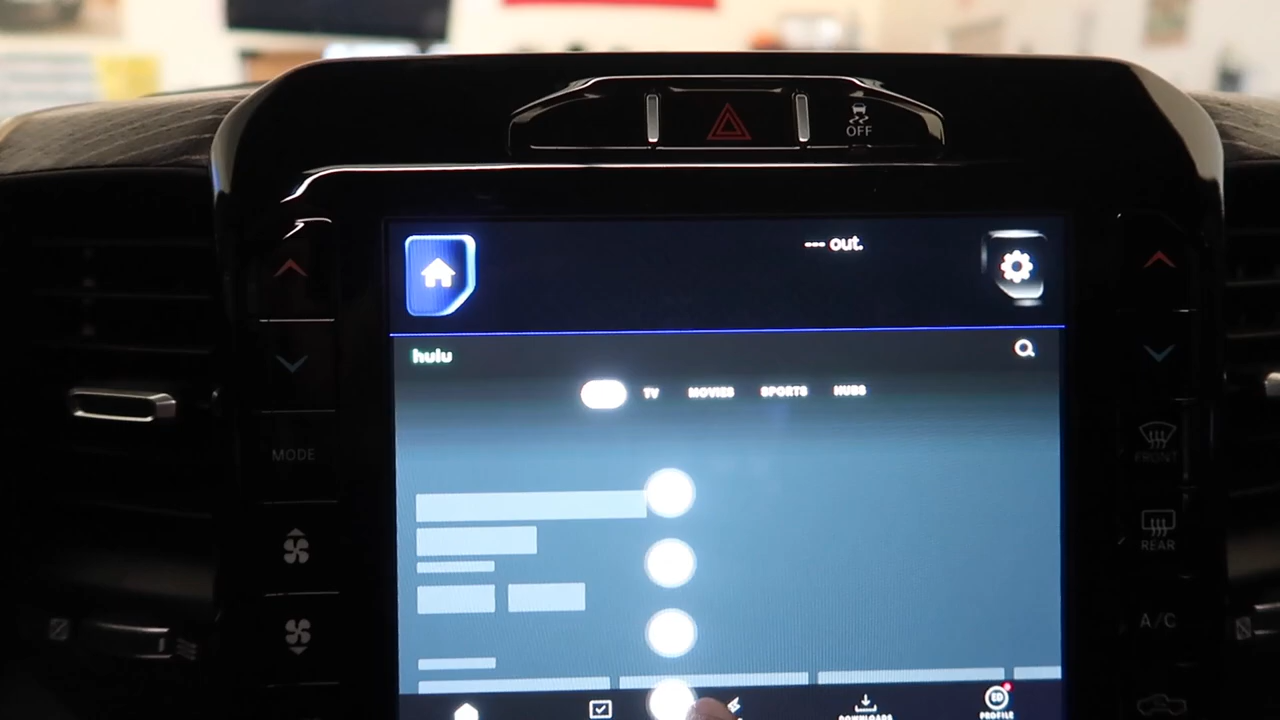 OFF
--- out.
hulu
TV MOVIES SPORTS HUBS
MODE
FRONT
REAR
A/C
DOWNLOADS
PROFILE